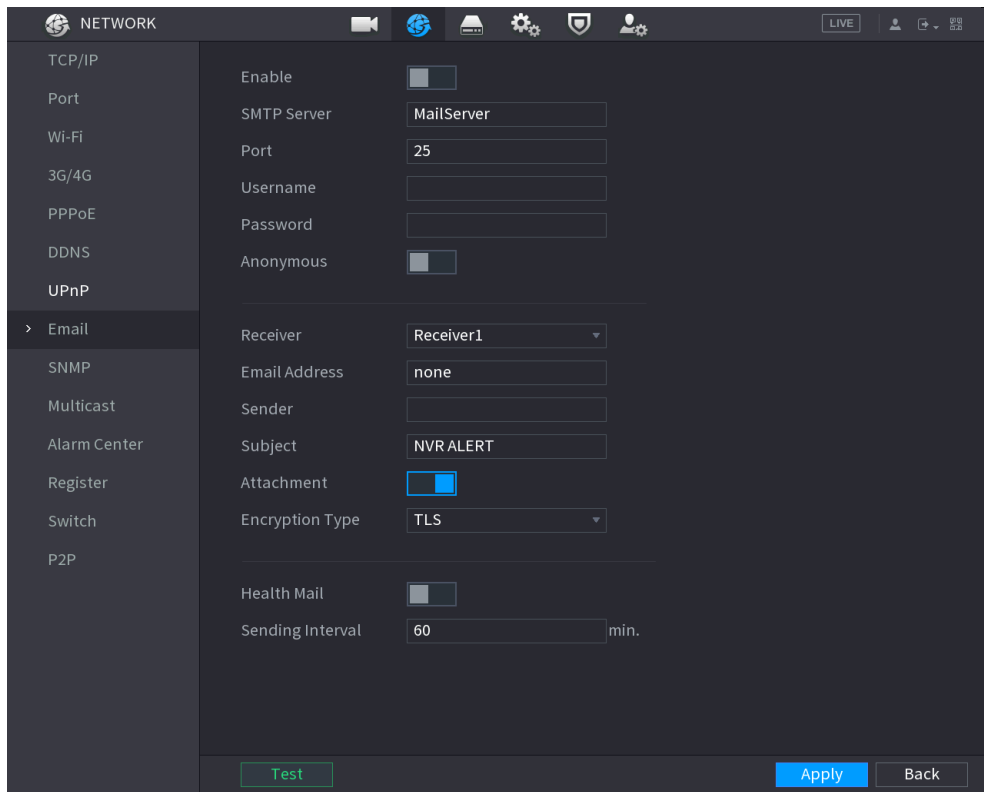 NETWORK
LIVE
TCP/IP
Port
Wi-Fi
3G/4G
PPPoE
DDNS
UPnP
Email
SNMP
Multicast
Alarm Center
Register
Switch
P2P
Enable
SMTP Server MailServer
Port 25
Username
Password
Anonymous
Receiver Receiver1
Email Address none
Sender
Subject NVR ALERT
Attachment
Encryption Type TLS
Health Mail
Sending Interval 60 min.
Test Apply Back